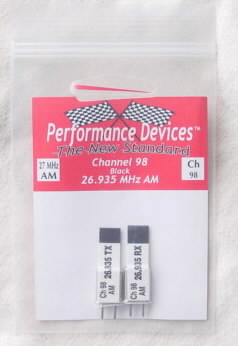 Performance Devices™
The New Standard
Channel 98
Black
26.935 MHz AM
27 MHz
AM
Ch
98
Ch 98 26.935 TX
AM
Ch 98 26.935 RX
AM